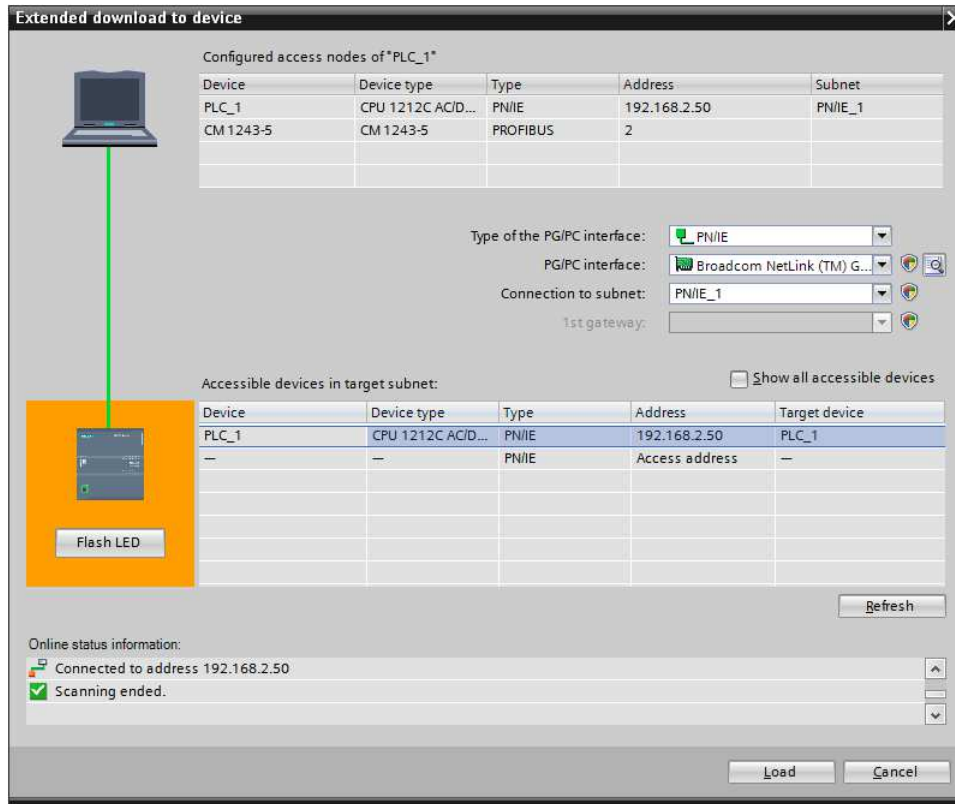 Extended download to device
Configured access nodes of "PLC_1"
Device Device type Type Address Subnet
PLC_1 CPU 1212C AC/D... PN/IE 192.168.2.50 PN/IE_1
CM 1243-5 CM 1243-5 PROFIBUS 2
Type of the PG/PC interface: PN/IE
PG/PC interface: Broadcom NetLink (TM) G...
Connection to subnet: PN/IE_1
1st gateway:
Accessible devices in target subnet: Show all accessible devices
Device Device type Type Address Target device
PLC_1 CPU 1212C AC/D... PN/IE 192.168.2.50 PLC_1
— — PN/IE Access address —
Flash LED
Refresh
Online status information:
Connected to address 192.168.2.50
Scanning ended.
Load Cancel